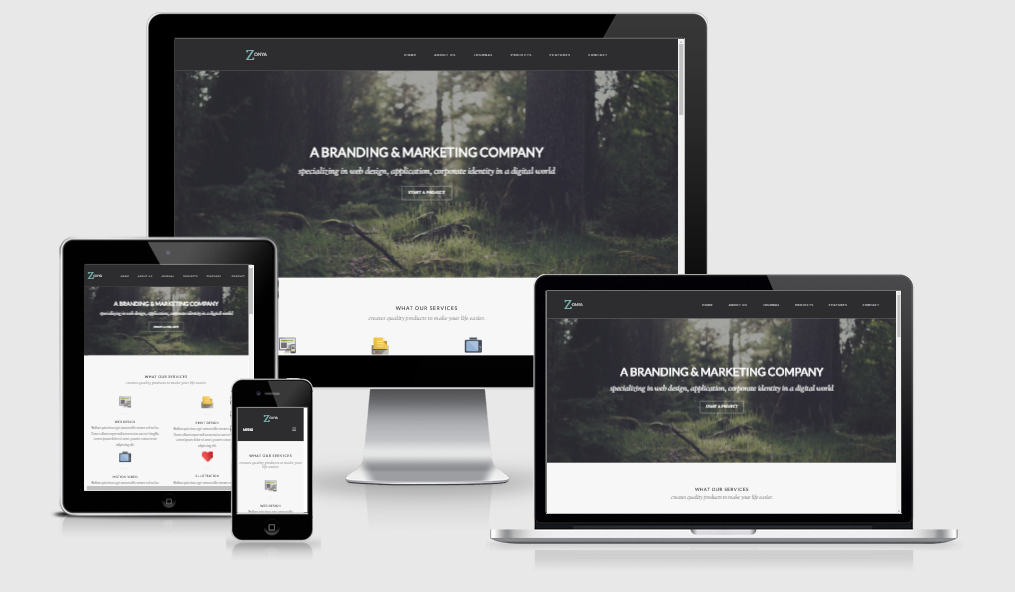 ZONYA
HOME ABOUT US JOURNAL PROJECTS FEATURES CONTACT
A BRANDING & MARKETING COMPANY
specializing in web design, application, corporate identity in a digital world
START A PROJECT
WHAT OUR SERVICES
creates quality products to make your life easier.
ZONYA
HOME ABOUT US JOURNAL PROJECTS FEATURES CONTACT
A BRANDING & MARKETING COMPANY
specializing in web design, application, corporate identity in a digital world
START A PROJECT
WHAT OUR SERVICES
creates quality products to make your life easier
WEB DESIGN
PRINT DESIGN
MOTION VIDEO
ILLUSTRATION
ZONYA
MENU
WHAT OUR SERVICES
creates quality products to make your
life easier.
WEB DESIGN
ZONYA
HOME ABOUT US JOURNAL PROJECTS FEATURES CONTACT
A BRANDING & MARKETING COMPANY
specializing in web design, application, corporate identity in a digital world
START A PROJECT
WHAT OUR SERVICES
creates quality products to make your life easier.